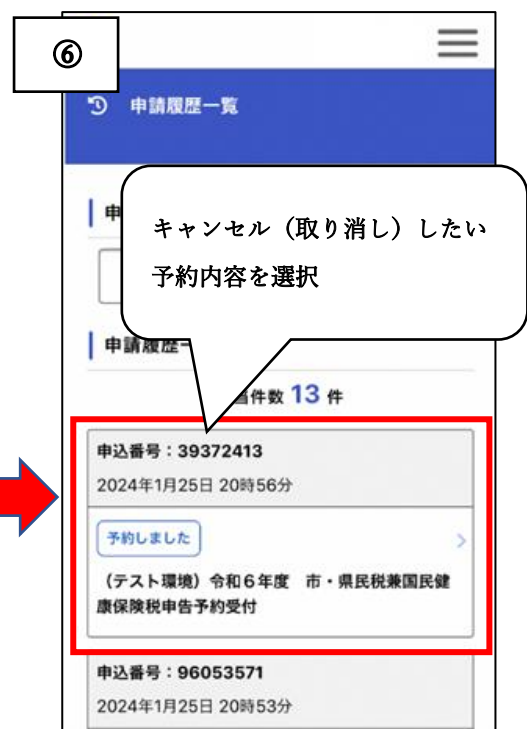 ⑥
申請履歴一覧
申
キャンセル（取り消し）したい
予約内容を選択
申請履歴一
当件数 13 件
申込番号：39372413
2024年1月25日 20時56分
予約しました
（テスト環境）令和６年度　市・県民税兼国民健
康保険税申告予約受付
申込番号：96053571
2024年1月25日 20時53分